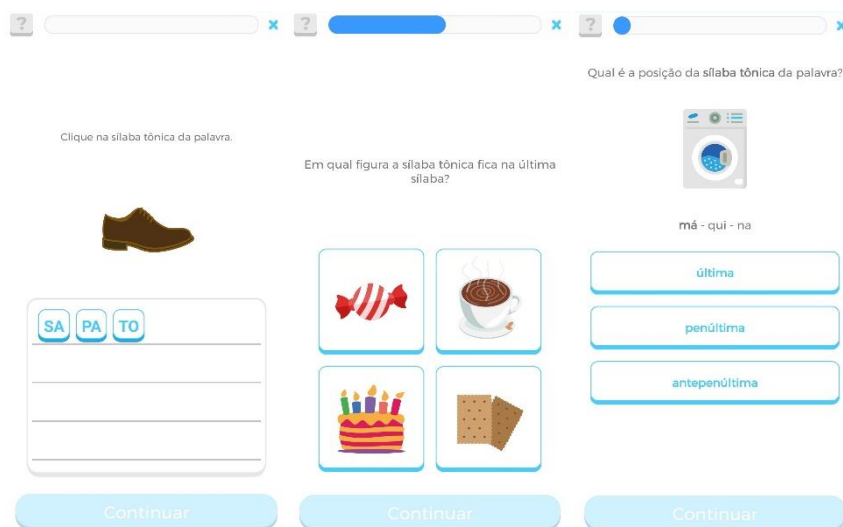 ?
×
Clique na sílaba tônica da palavra.
SA PA TO
Continuar
?
×
Em qual figura a sílaba tônica fica na última
sílaba?
Continuar
?
×
Qual é a posição da sílaba tônica da palavra?
má - qui - na
última
penúltima
antepenúltima
Continuar